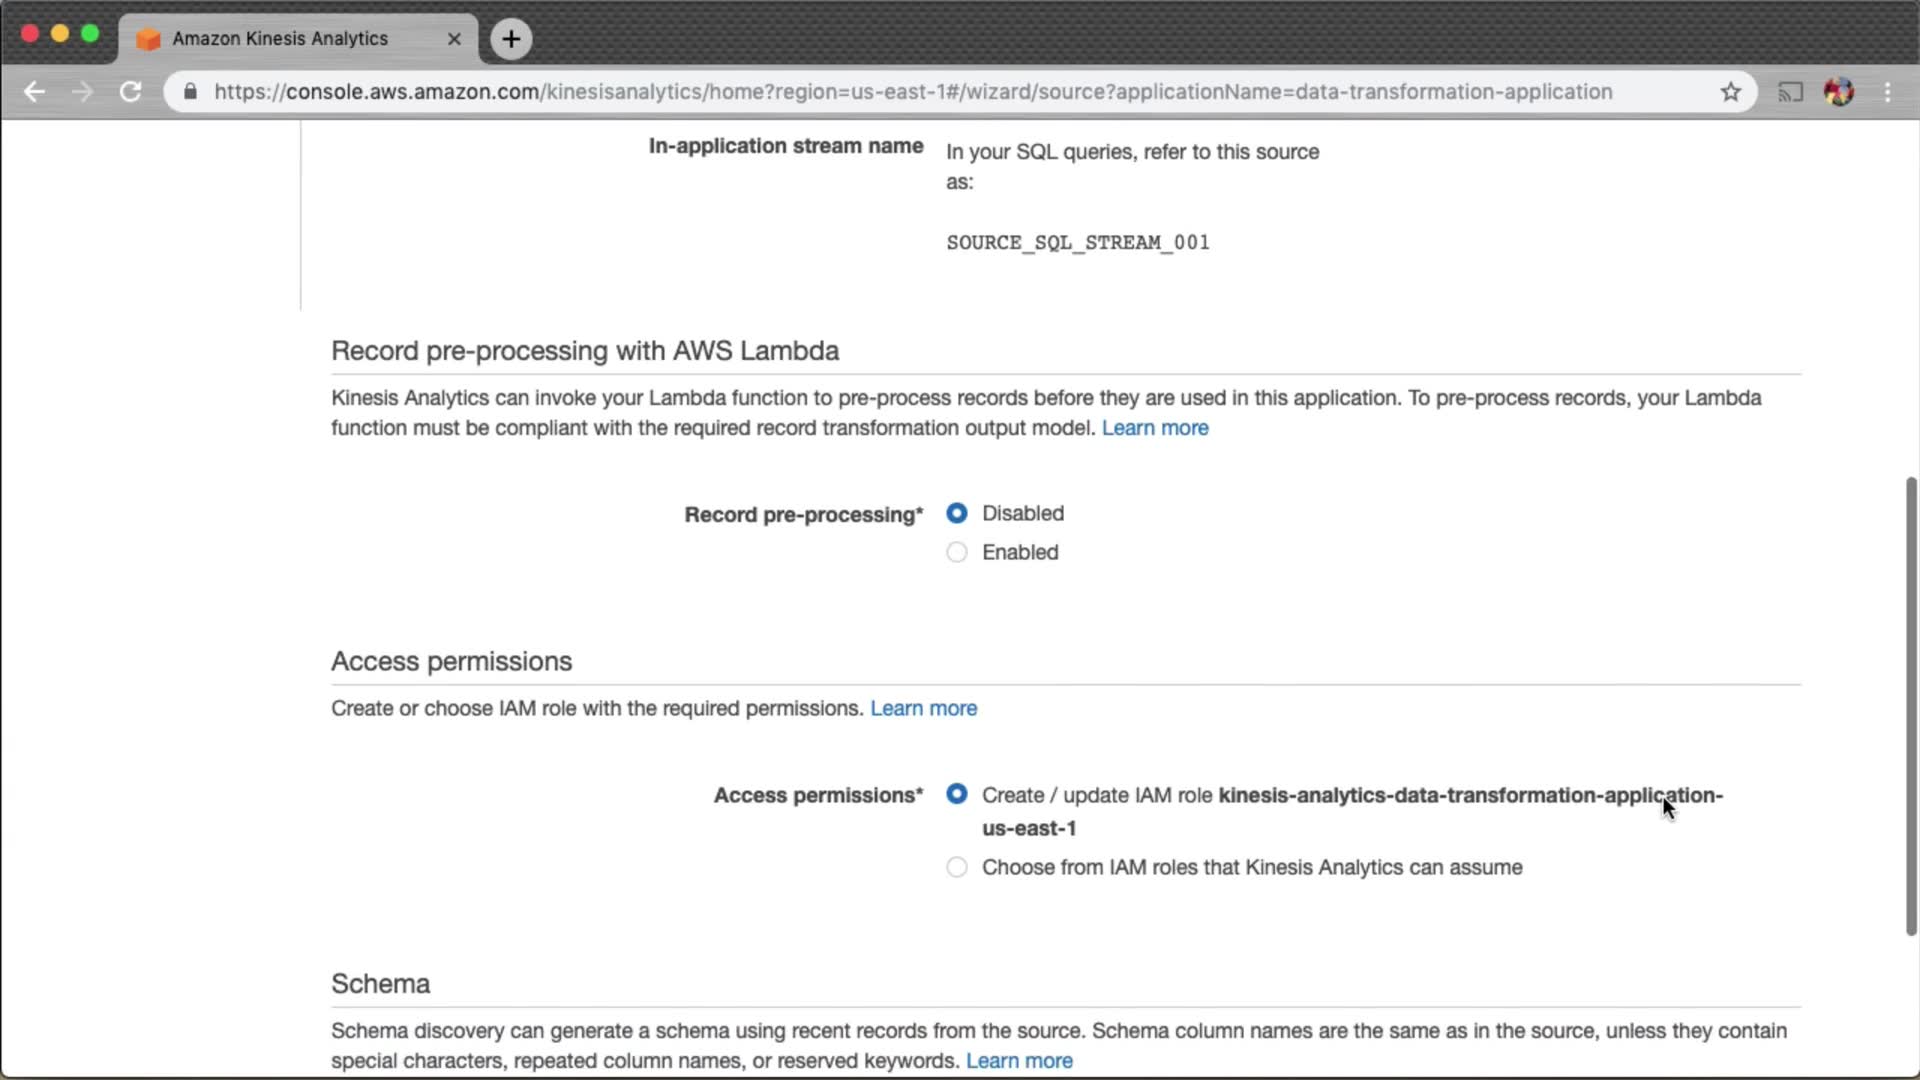 Amazon Kinesis Analytics
https://console.aws.amazon.com/kinesisanalytics/home?region=us-east-1#/wizard/source?applicationName=data-transformation-application
In-application stream name
In your SQL queries, refer to this source
as:
SOURCE_SQL_STREAM_001
Record pre-processing with AWS Lambda
Kinesis Analytics can invoke your Lambda function to pre-process records before they are used in this application. To pre-process records, your Lambda
function must be compliant with the required record transformation output model. Learn more
Record pre-processing*
Disabled
Enabled
Access permissions
Create or choose IAM role with the required permissions. Learn more
Access permissions*
Create / update IAM role kinesis-analytics-data-transformation-application-
us-east-1
Choose from IAM roles that Kinesis Analytics can assume
Schema
Schema discovery can generate a schema using recent records from the source. Schema column names are the same as in the source, unless they contain
special characters, repeated column names, or reserved keywords. Learn more